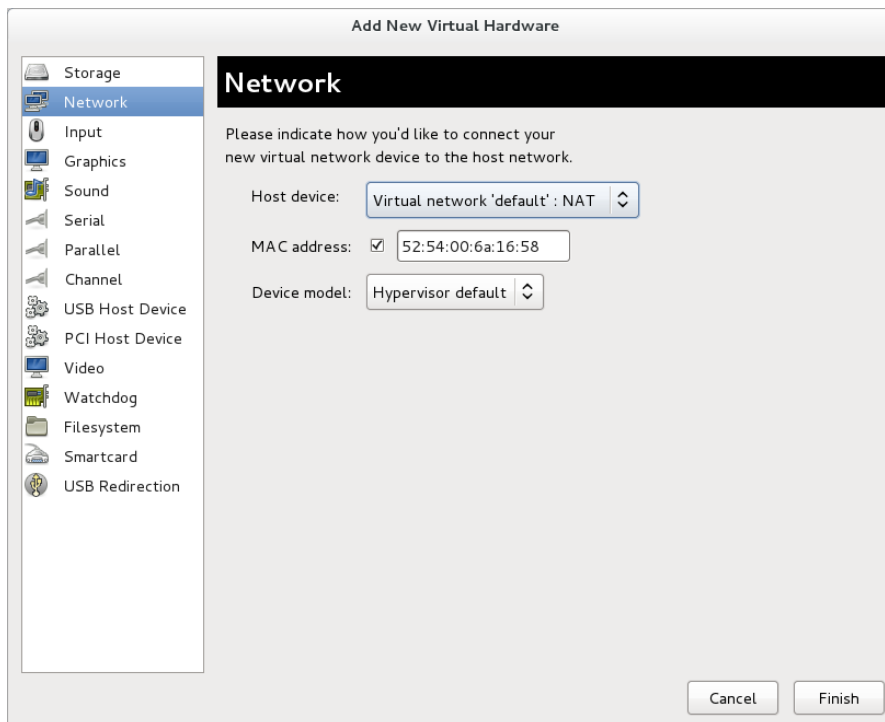 Add New Virtual Hardware
Storage
Network
Input
Graphics
Sound
Serial
Parallel
Channel
USB Host Device
PCI Host Device
Video
Watchdog
Filesystem
Smartcard
USB Redirection
Network
Please indicate how you'd like to connect your
new virtual network device to the host network.
Host device: Virtual network 'default' : NAT
MAC address: 52:54:00:6a:16:58
Device model: Hypervisor default
Cancel Finish